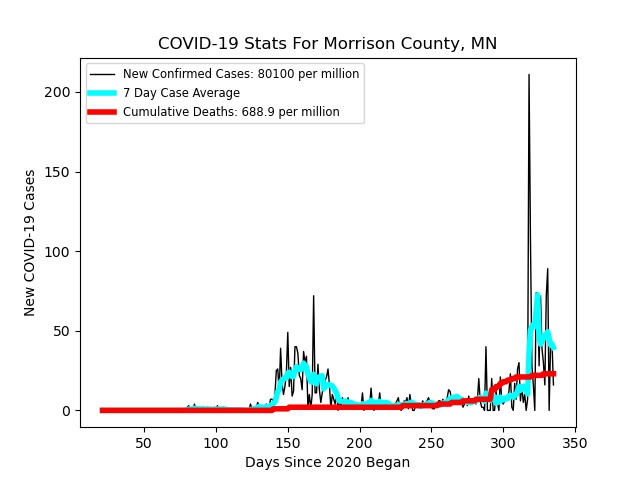 COVID-19 Stats For Morrison County, MN
New Confirmed Cases: 80100 per million
7 Day Case Average
Cumulative Deaths: 688.9 per million
New COVID-19 Cases
200
150
100
50
0
50 100 150 200 250 300 350
Days Since 2020 Began